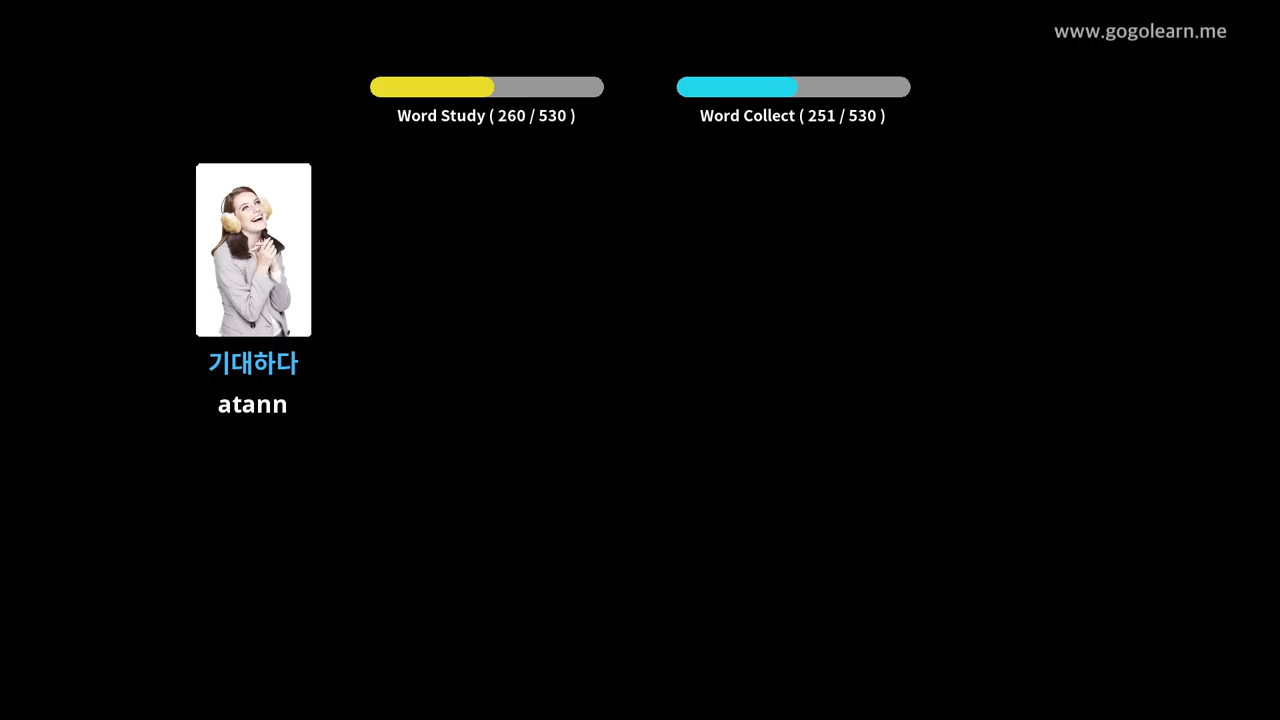 www.gogolearn.me
Word Study ( 260 / 530 )
Word Collect ( 251 / 530 )
기대하다
atann